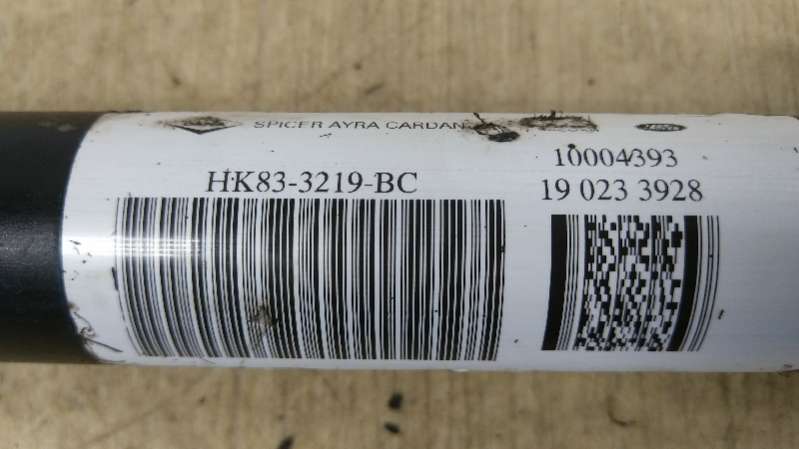 SPICER AYRA CARDAN
10004393
HK83-3219-BC
19 023 3928